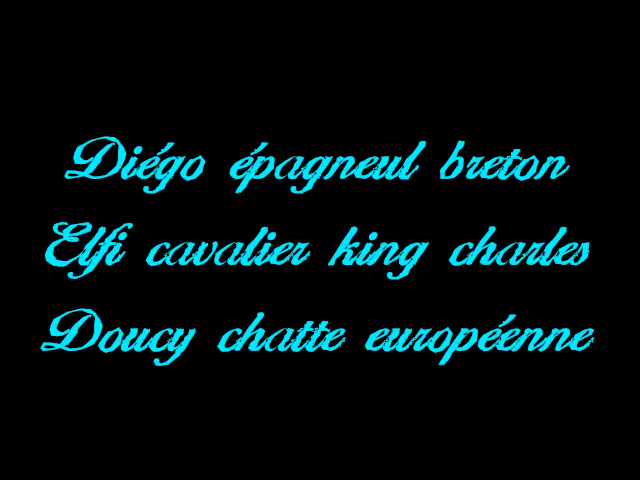 Diégo épagneul breton
Elfi cavalier king charles
Doucy chatte européenne